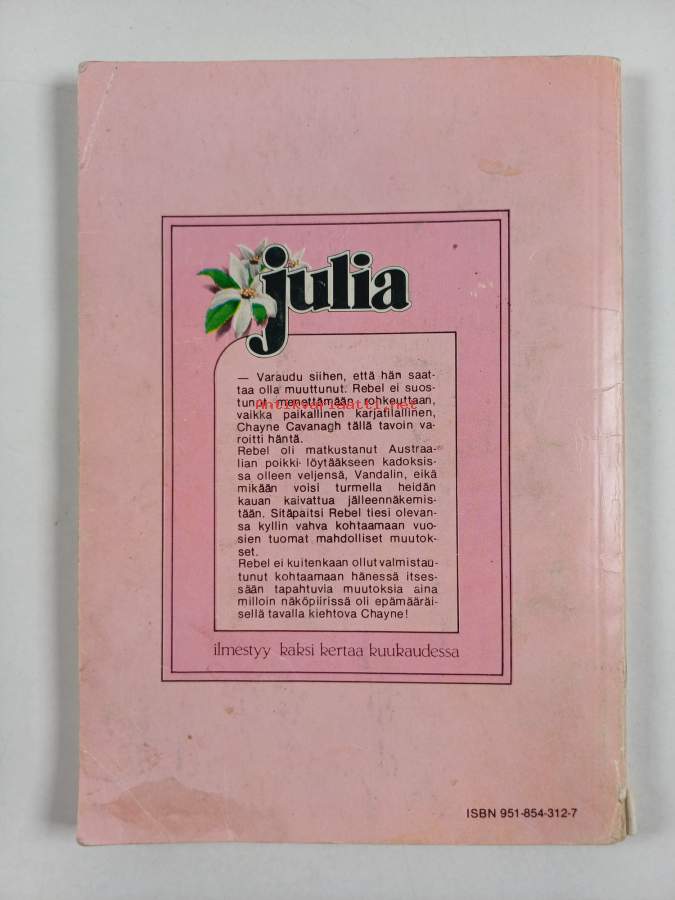 julia
— Varaudu siihen, että hän saat-
taa olla muuttunut. Rebel ei suos-
tunut menettämään rohkeuttaan,
Antikvariaatti.net
vaikka paikallinen karjatilallinen,
Chayne Cavanagh tällä tavoin va-
roitti häntä.
Rebel oli matkustanut Austraa-
lian poikki löytääkseen kadoksis-
sa olleen veljensä, Vandalin, eikä
mikään voisi turmella heidän
kauan kaivattua jälleennäkemis-
tään. Sitäpaitsi Rebel tiesi olevan-
sa kyllin vahva kohtaamaan vuo-
sien tuomat mahdolliset muutok-
set.
Rebel ei kuitenkaan ollut valmistau-
tunut kohtaamaan hänessä itses-
sään tapahtuvia muutoksia aina
milloin näköpiirissä oli epämääräi-
sellä tavalla kiehtova Chayne!
ilmestyy kaksi kertaa kuukaudessa
ISBN 951-854-312-7